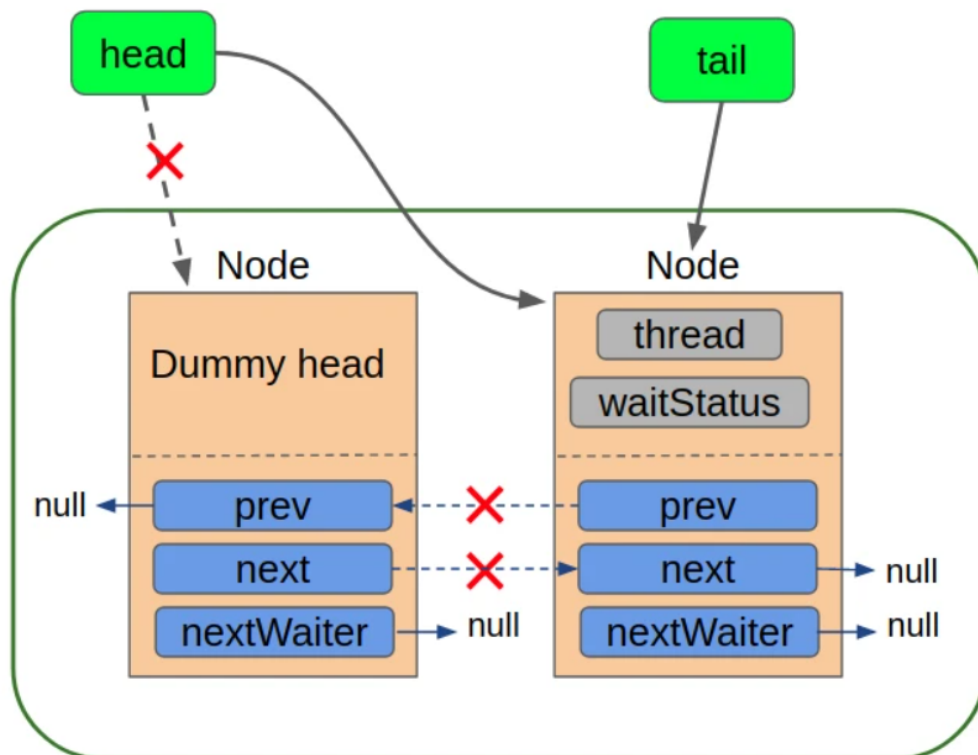 head
tail
Node
Node
Dummy head
thread
waitStatus
null
prev
prev
next
next
null
nextWaiter
null
nextWaiter
null